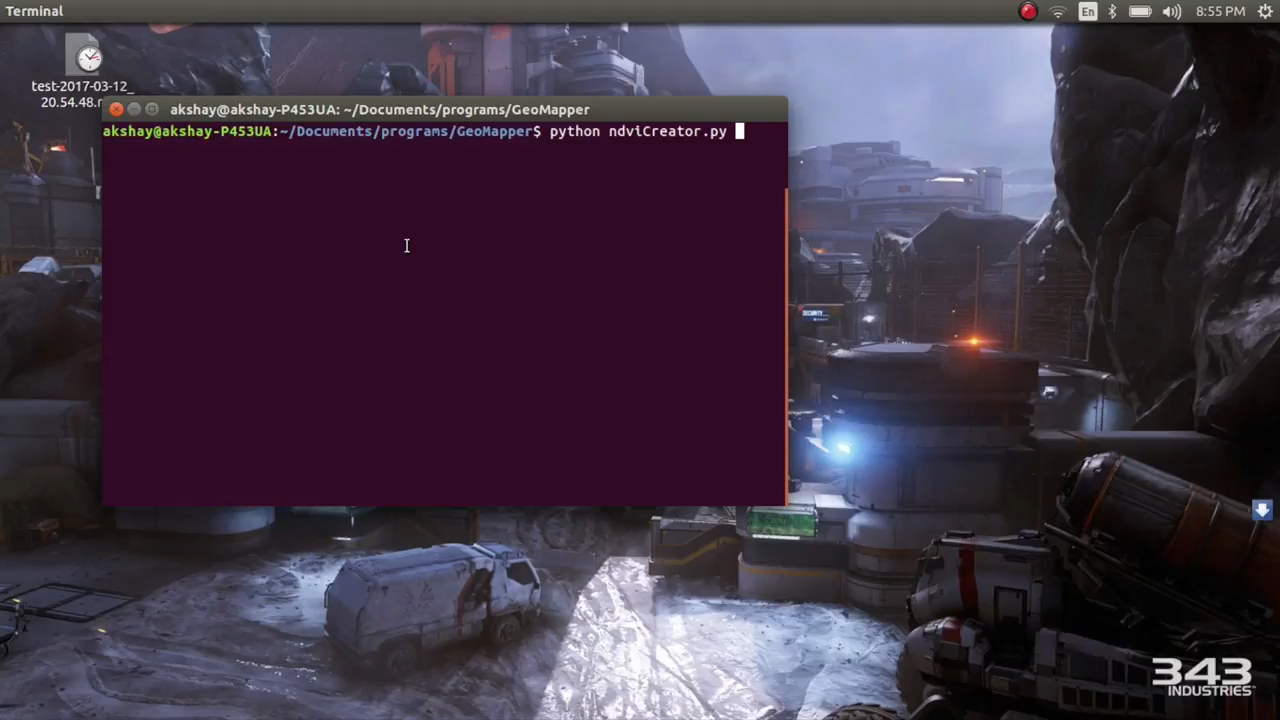 Terminal
En
8:55 PM
test-2017-03-12_
20.54.48.
akshay@akshay-P453UA: ~/Documents/programs/GeoMapper
akshay@akshay-P453UA:~/Documents/programs/GeoMapper$ python ndviCreator.py
SECURITY
343
INDUSTRIES